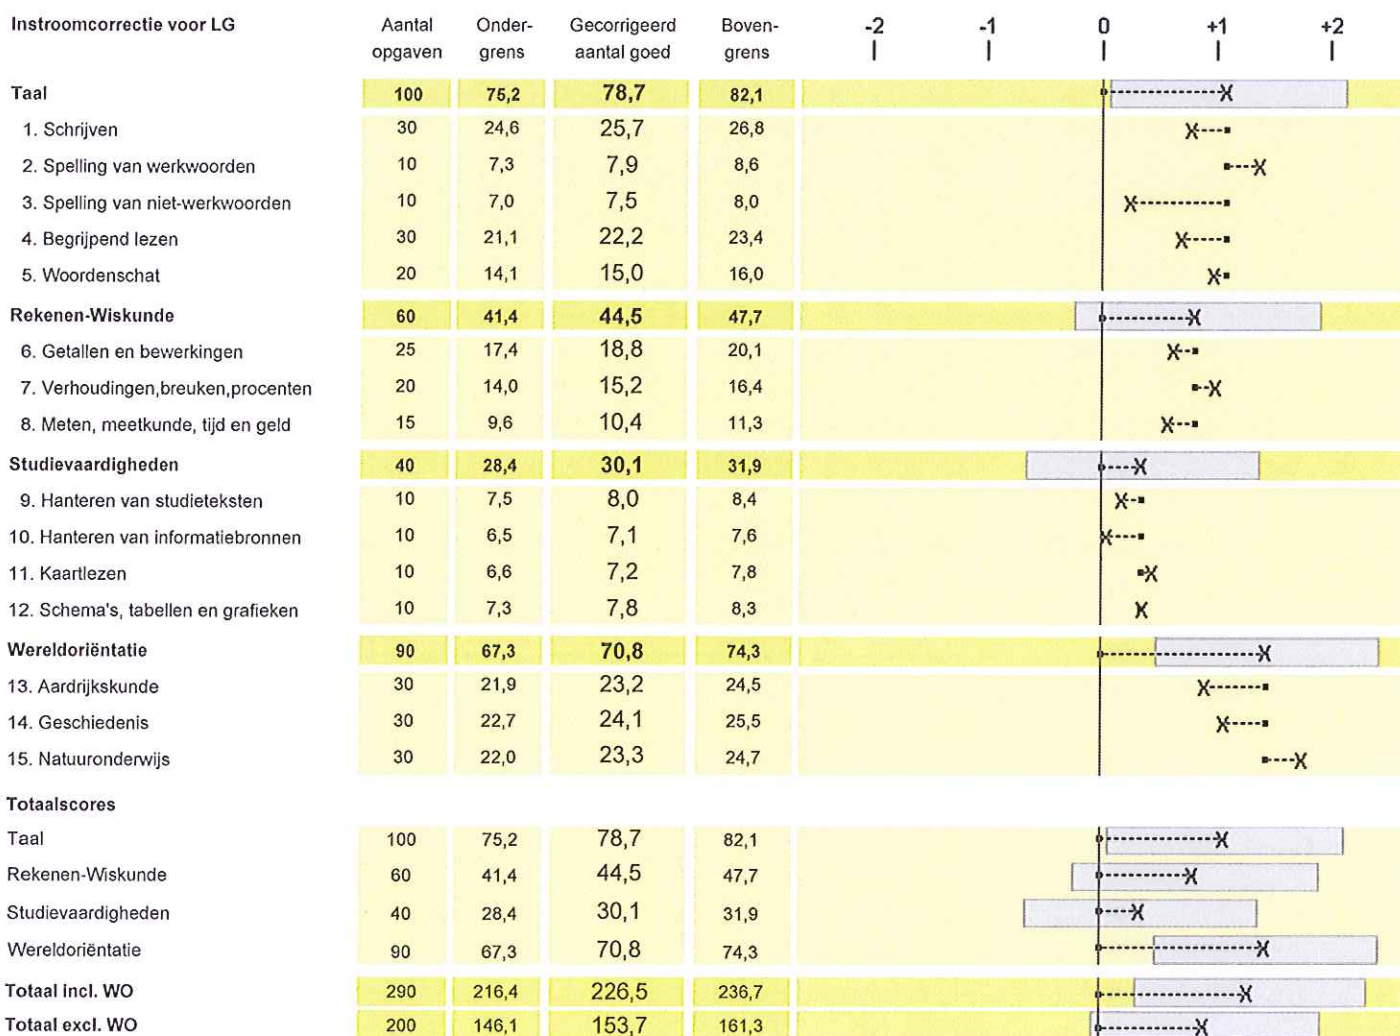 Instroomcorrectie voor LG Aantal opgaven Onder- grens Gecorrigeerd aantal goed Boven- grens -2 -1 0 +1 +2
Taal 100 75,2 78,7 82,1
1. Schrijven 30 24,6 25,7 26,8
2. Spelling van werkwoorden 10 7,3 7,9 8,6
3. Spelling van niet-werkwoorden 10 7,0 7,5 8,0
4. Begrijpend lezen 30 21,1 22,2 23,4
5. Woordenschat 20 14,1 15,0 16,0
Rekenen-Wiskunde 60 41,4 44,5 47,7
6. Getallen en bewerkingen 25 17,4 18,8 20,1
7. Verhoudingen,breuken,procenten 20 14,0 15,2 16,4
8. Meten, meetkunde, tijd en geld 15 9,6 10,4 11,3
Studievaardigheden 40 28,4 30,1 31,9
9. Hanteren van studieteksten 10 7,5 8,0 8,4
10. Hanteren van informatiebronnen 10 6,5 7,1 7,6
11. Kaartlezen 10 6,6 7,2 7,8
12. Schema's, tabellen en grafieken 10 7,3 7,8 8,3
Wereldoriëntatie 90 67,3 70,8 74,3
13. Aardrijkskunde 30 21,9 23,2 24,5
14. Geschiedenis 30 22,7 24,1 25,5
15. Natuuronderwijs 30 22,0 23,3 24,7
Totaalscores
Taal 100 75,2 78,7 82,1
Rekenen-Wiskunde 60 41,4 44,5 47,7
Studievaardigheden 40 28,4 30,1 31,9
Wereldoriëntatie 90 67,3 70,8 74,3
Totaal incl. WO 290 216,4 226,5 236,7
Totaal excl. WO 200 146,1 153,7 161,3